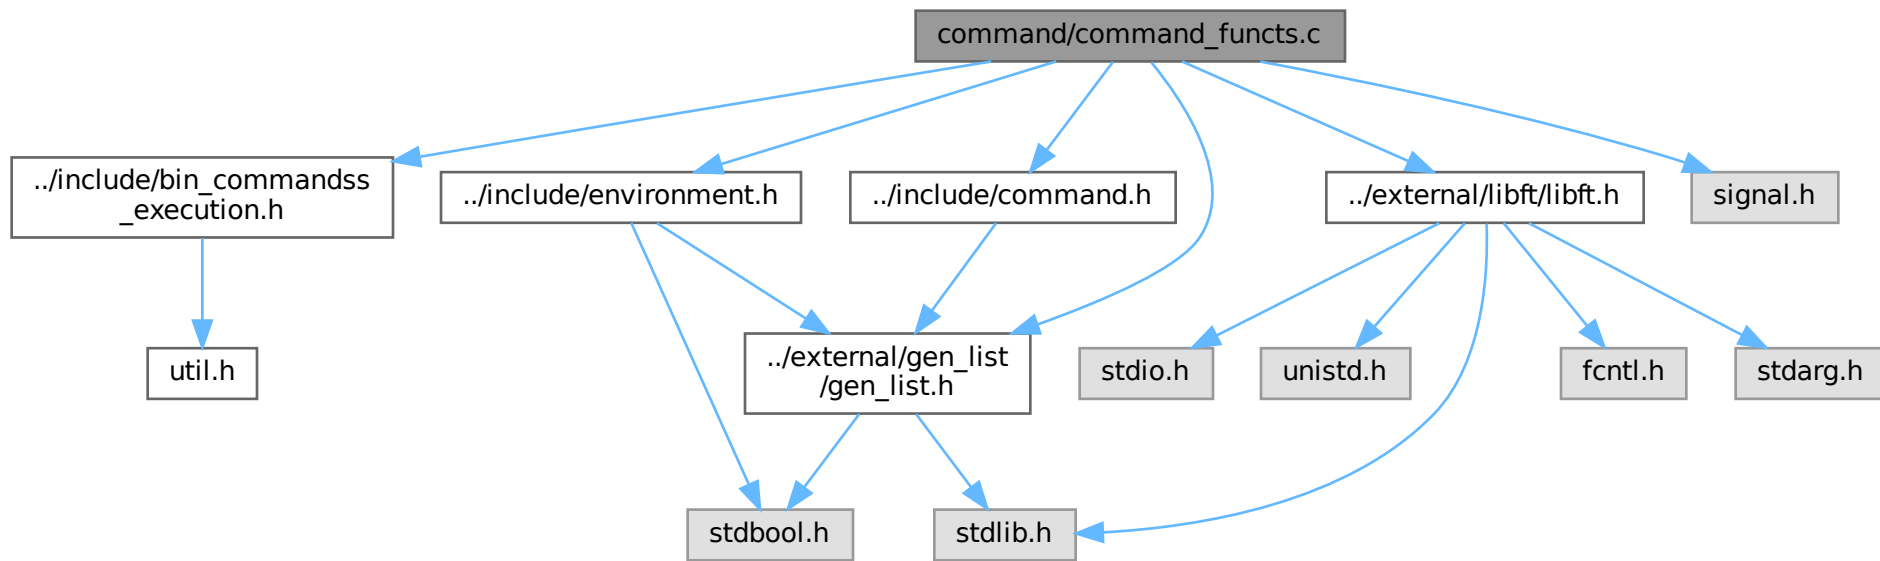 command/command_functs.c
../include/bin_commandss
_execution.h
../include/environment.h
../include/command.h
../external/libft/libft.h
signal.h
util.h
../external/gen_list
/gen_list.h
stdio.h
unistd.h
fcntl.h
stdarg.h
stdbool.h
stdlib.h